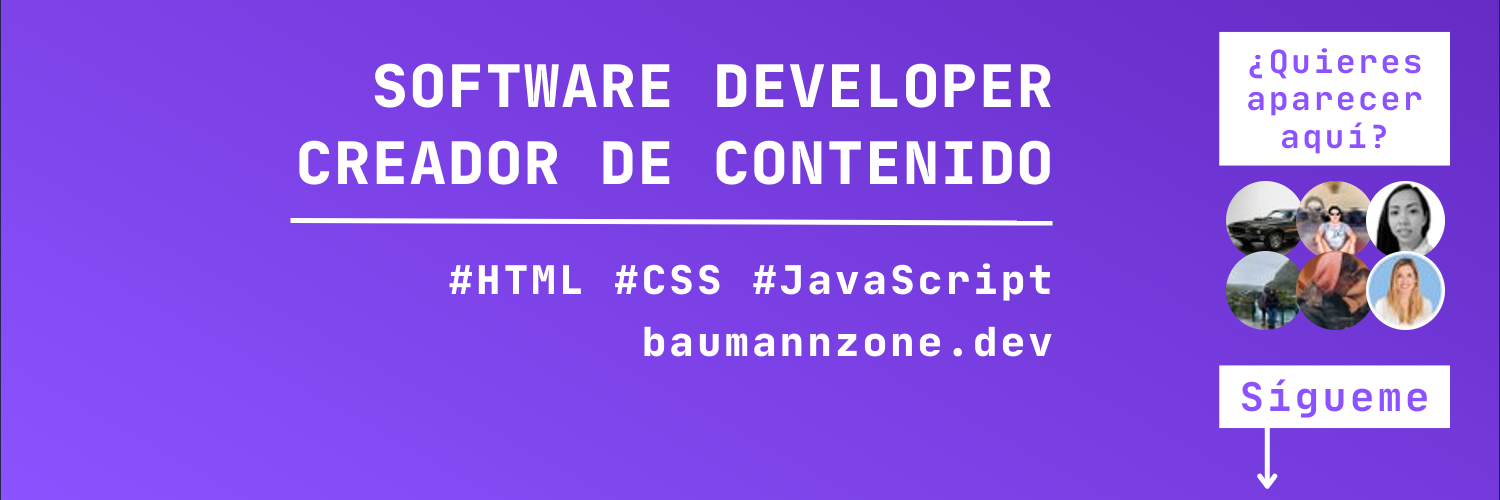 SOFTWARE DEVELOPER
CREADOR DE CONTENIDO
#HTML #CSS #JavaScript
baumannzone.dev
¿Quieres
aparecer
aquí?
Sígueme